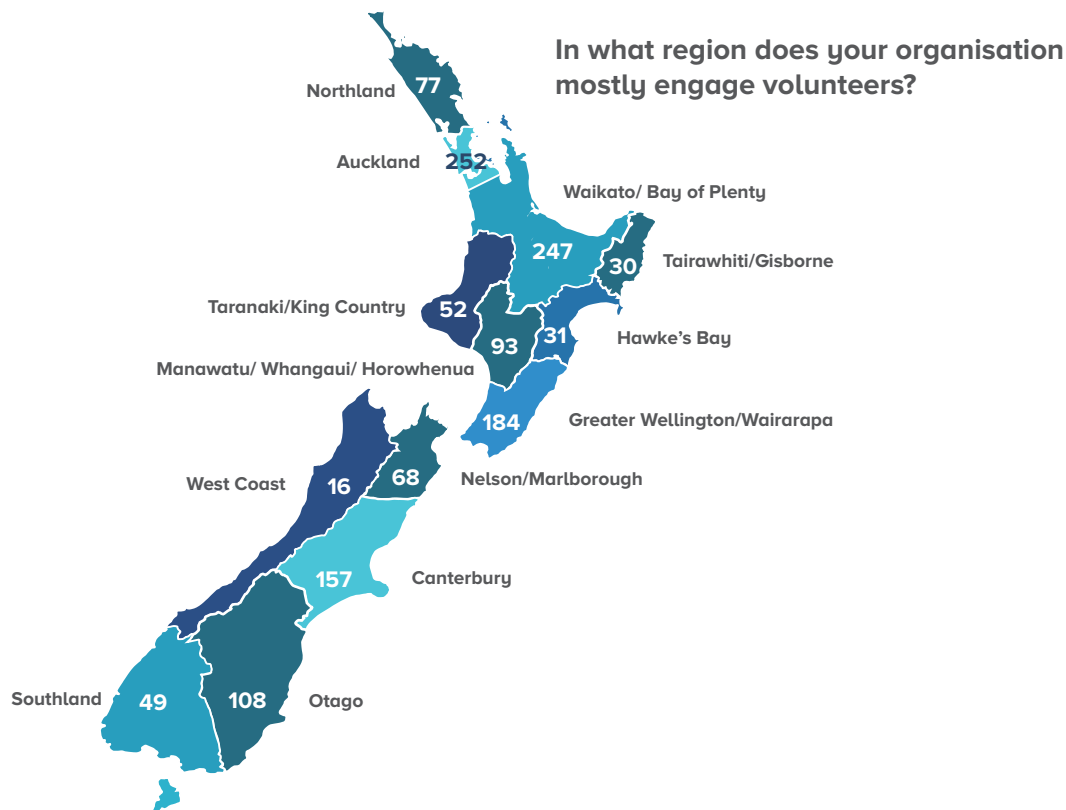 In what region does your organisation
mostly engage volunteers?
77
Northland
252
Auckland
Waikato/ Bay of Plenty
247
30
Tairawhiti/Gisborne
Taranaki/King Country
52
31
Hawke's Bay
93
Manawatu/ Whangaui/ Horowhenua
184
Greater Wellington/Wairarapa
West Coast
16
68
Nelson/Marlborough
157
Canterbury
Southland
49
108
Otago